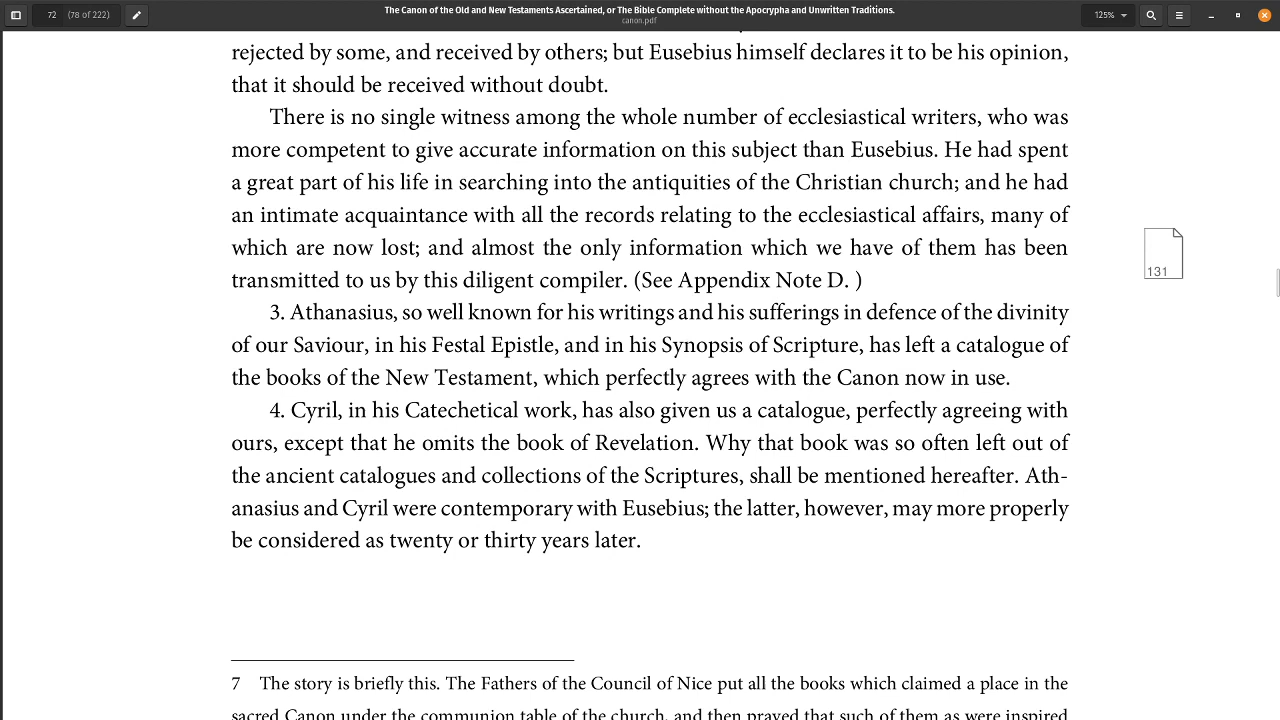 72
(78 of 222)
The Canon of the Old and New Testaments Ascertained, or The Bible Complete without the Apocrypha and Unwritten Traditions.
canon.pdf
125%
rejected by some, and received by others; but Eusebius himself declares it to be his opinion,
that it should be received without doubt.
There is no single witness among the whole number of ecclesiastical writers, who was
more competent to give accurate information on this subject than Eusebius. He had spent
a great part of his life in searching into the antiquities of the Christian church; and he had
an intimate acquaintance with all the records relating to the ecclesiastical affairs, many of
which are now lost; and almost the only information which we have of them has been
transmitted to us by this diligent compiler. (See Appendix Note D. )
131
3. Athanasius, so well known for his writings and his sufferings in defence of the divinity
of our Saviour, in his Festal Epistle, and in his Synopsis of Scripture, has left a catalogue of
the books of the New Testament, which perfectly agrees with the Canon now in use.
4. Cyril, in his Catechetical work, has also given us a catalogue, perfectly agreeing with
ours, except that he omits the book of Revelation. Why that book was so often left out of
the ancient catalogues and collections of the Scriptures, shall be mentioned hereafter. Ath-
anasius and Cyril were contemporary with Eusebius; the latter, however, may more properly
be considered as twenty or thirty years later.
7 The story is briefly this. The Fathers of the Council of Nice put all the books which claimed a place in the
sacred Canon under the communion table of the church, and then prayed that such of them as were inspired